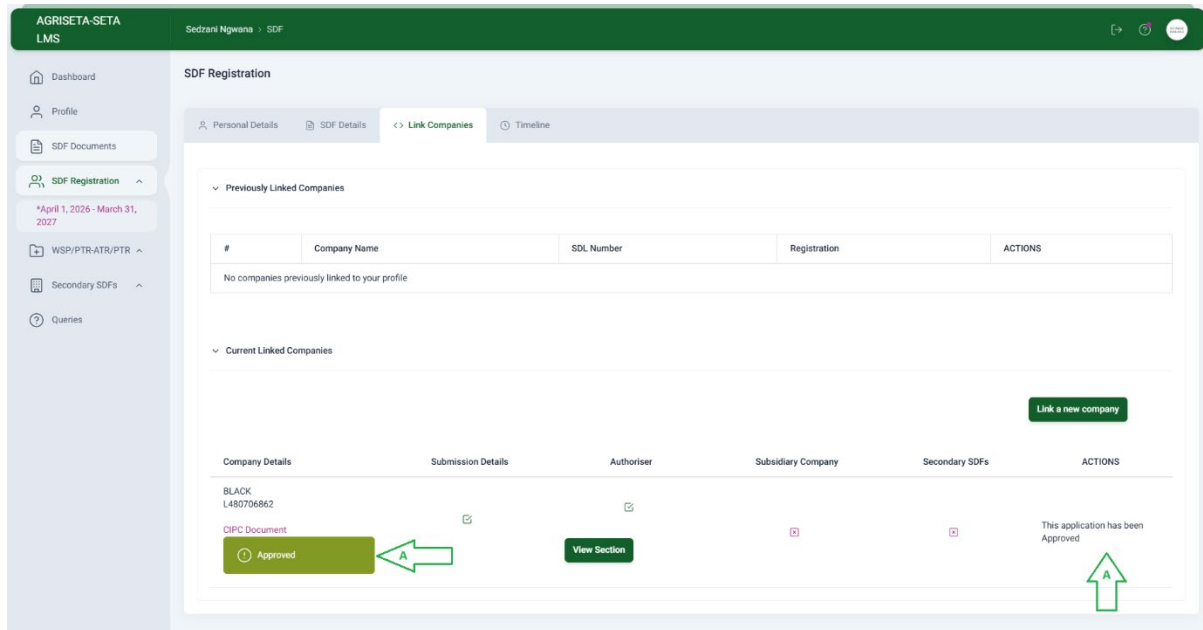 AGRISETA-SETA
LMS
Sedzani Ngwana > SDF
Dashboard
Profile
SDF Documents
SDF Registration
*April 1, 2026 - March 31,
2027
WSP/PTR-ATR/PTR
Secondary SDFs
Queries
SDF Registration
Personal Details
SDF Details
<> Link Companies
Timeline
Previously Linked Companies
# Company Name SDL Number Registration ACTIONS
No companies previously linked to your profile
Current Linked Companies
Link a new company
Company Details Submission Details Authoriser Subsidiary Company Secondary SDFs ACTIONS
BLACK
L480706862
CIPC Document
Approved
A
View Section
This application has been
Approved
A